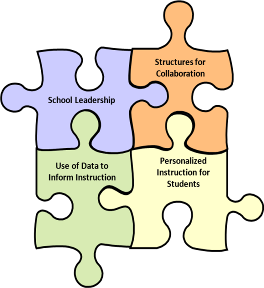 School Leadership
Structures for
Collaboration
Use of Data to
Inform Instruction
Personalized
Instruction for
Students